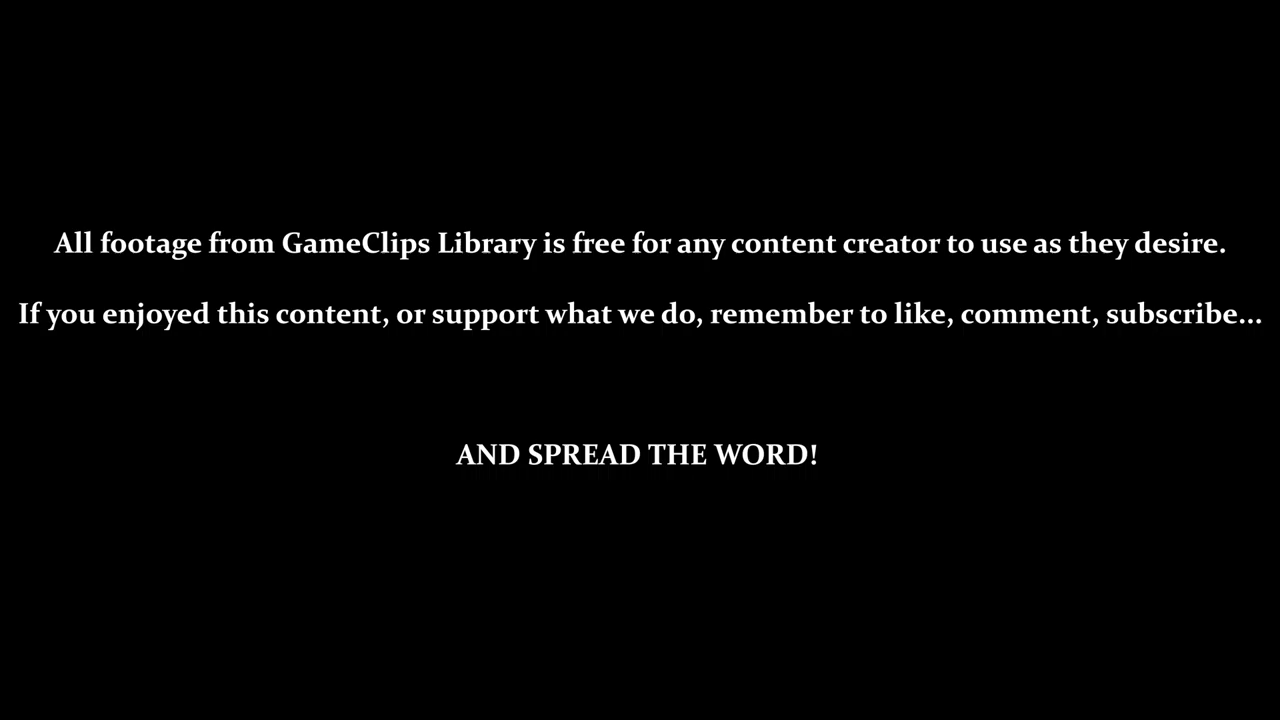 All footage from GameClips Library is free for any content creator to use as they desire.
If you enjoyed this content, or support what we do, remember to like, comment, subscribe...
AND SPREAD THE WORD!